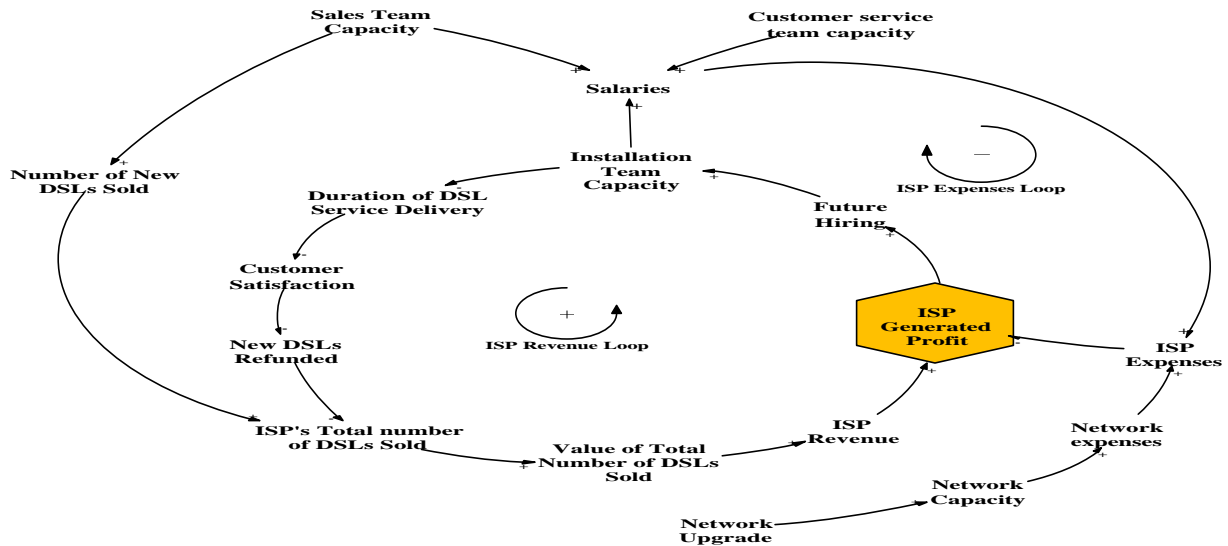 Sales Team
Capacity
Customer service
team capacity
+
+
Salaries
+
+
Number of New
DSLs Sold
Installation
Team
Capacity
+
-
Duration of DSL
Service Delivery
—
ISP Expenses Loop
Future
Hiring
+
-
Customer
Satisfaction
+
ISP Revenue Loop
-
New DSLs
Refunded
ISP
Generated
Profit
-
+
+
ISP
Expenses
+
+
-
ISP's Total number
of DSLs Sold
+
Value of Total
Number of DSLs
Sold
+
ISP
Revenue
Network
expenses
+
Network
Capacity
+
Network
Upgrade